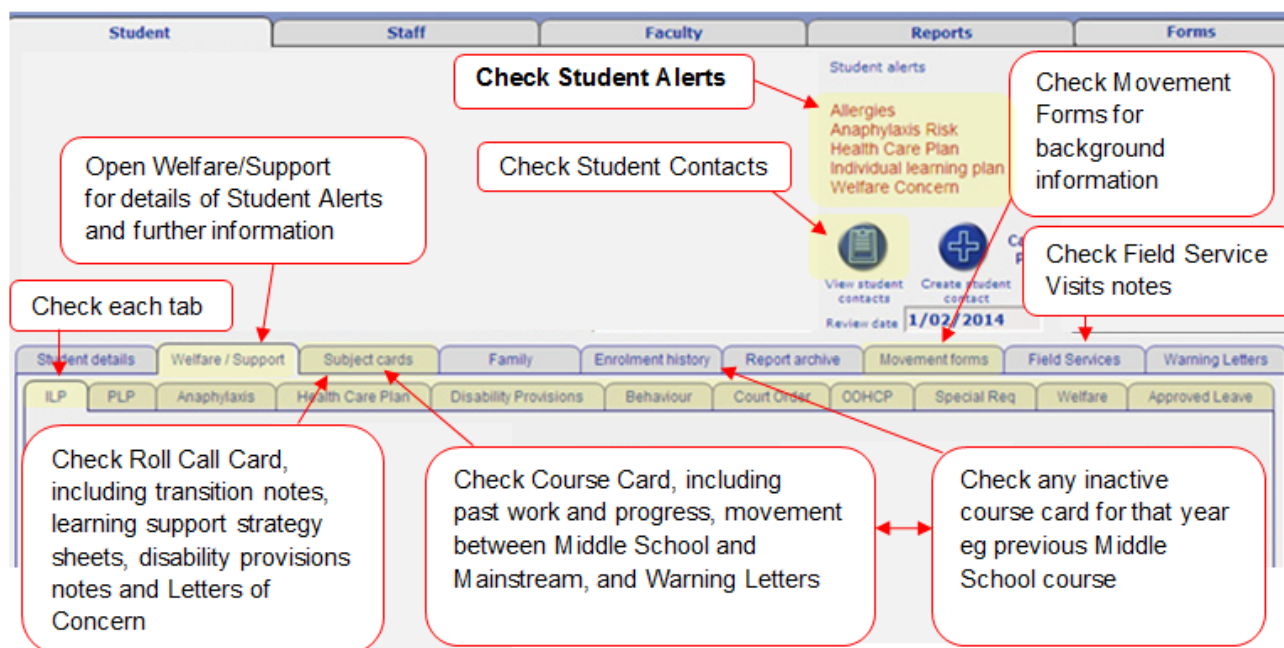 Student
Staff
Faculty
Reports
Forms
Check Student Alerts
Student alerts
Allergies
Anaphylaxis Risk
Health Care Plan
Individual learning plan
Welfare Concern
Check Movement
Forms for
background
information
Open Welfare/Support
for details of Student Alerts
and further information
Check Student Contacts
Check each tab
View student
contacts
Create student
contact
Check Field Service
Visits notes
Review date 1/02/2014
Student details
Welfare / Support
Subject cards
Family
Enrolment history
Report archive
Movement forms
Field Services
Warning Letters
ILP
PLP
Anaphylaxis
Health Care Plan
Disability Provisions
Behaviour
Court Order
OOHCP
Special Req
Welfare
Approved Leave
Check Roll Call Card,
including transition notes,
learning support strategy
sheets, disability provisions
notes and Letters of
Concern
Check Course Card, including
past work and progress, movement
between Middle School and
Mainstream, and Warning Letters
Check any inactive
course card for that year
eg previous Middle
School course